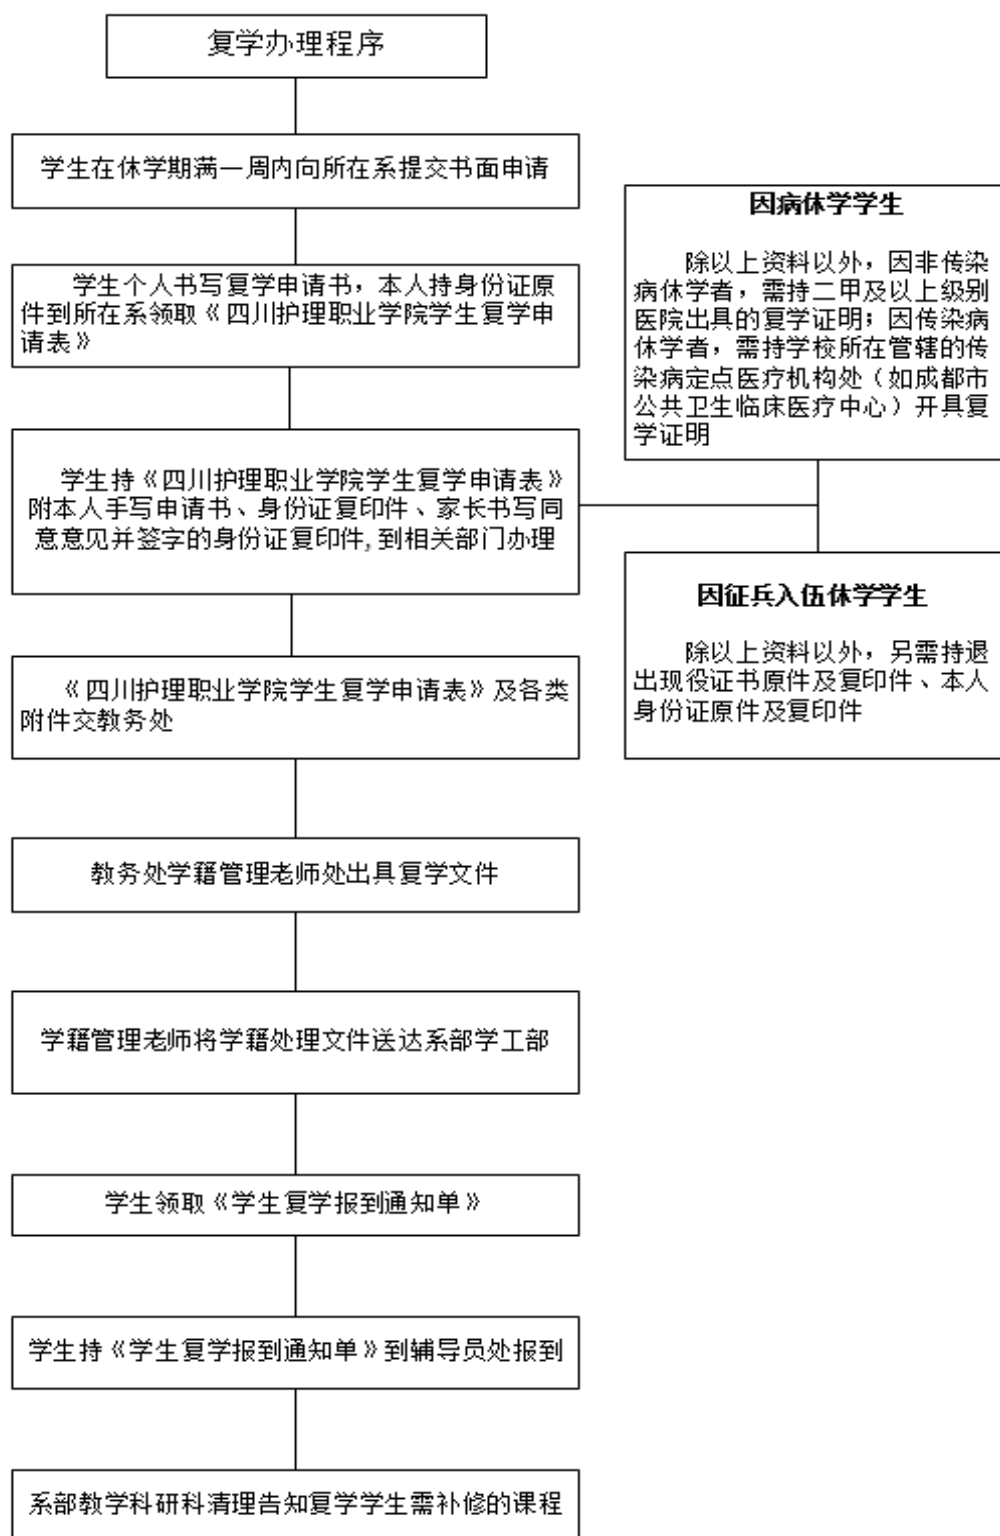 复学办理程序
学生在休学期满一周内向所在系提交书面申请
学生个人书写复学申请书，本人持身份证原
件到所在系领取《四川护理职业学院学生复学申
请表》
学生持《四川护理职业学院学生复学申请表》
附本人手写申请书、身份证复印件、家长书写同
意意见并签字的身份证复印件,到相关部门办理
因病休学学生
除以上资料以外，因非传染
病休学者，需持二甲及以上级别
医院出具的复学证明；因传染病
休学者，需持学校所在管辖的传
染病定点医疗机构处（如成都市
公共卫生临床医疗中心）开具复
学证明
因征兵入伍休学学生
除以上资料以外，另需持退
出现役证书原件及复印件、本人
身份证原件及复印件
《四川护理职业学院学生复学申请表》及各类
附件交教务处
教务处学籍管理老师处出具复学文件
学籍管理老师将学籍处理文件送达系部学工部
学生领取《学生复学报到通知单》
学生持《学生复学报到通知单》到辅导员处报到
系部教学科研科清理告知复学学生需补修的课程